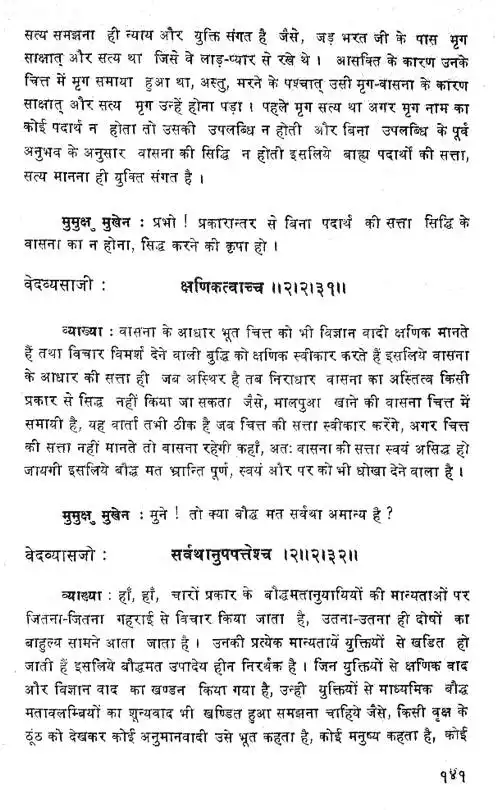 सत्य समझना ही न्याय और युक्ति संगत है जैसे, जड़ भरत जी के पास मृग
साक्षात् और सत्य था जिसे वे लाड़-प्यार से रखे थे । आसक्ति के कारण उनके
चित्त में मृग समाया हुआ था, अस्तु, मरने के पश्चात् उसी मृग-वासना के कारण
साक्षात् और सत्य मृग उन्हें होना पड़ा । पहले मृग सत्य था अगर मृग नाम का
कोई पदार्थ न होता तो उसकी उपलब्धि न होती और बिना उपलब्धि के पूर्व
अनुभव के अनुसार वासना की सिद्धि न होती इसलिये बाह्य पदार्थों की सत्ता,
सत्य मानना ही युक्ति संगत है ।
मुमुक्षु मुखेन : प्रभो ! प्रकारान्तर से बिना पदार्थ की सत्ता सिद्धि के
वासना का न होना, सिद्ध करने की कृपा हो ।
वेदव्यसाजी : क्षणिकत्वाच्च ।।२।२।३१।।
व्याख्या : वासना के आधार भूत चित्त को भी विज्ञान वादी क्षणिक मानते
हैं तथा विचार विमर्श देने वाली बुद्धि को क्षणिक स्वीकार करते हैं इसलिये वासना
के आधार की सत्ता ही जब अस्थिर है तब निराधार वासना का अस्तित्व किसी
प्रकार से सिद्ध नहीं किया जा सकता जैसे, मालपुआ खाने की वासना चित्त में
समायी है, यह वार्ता तभी ठीक है जब चित्त की सत्ता स्वीकार करेंगे, अगर चित्त
की सत्ता नहीं मानते तो वासना रहेगी कहाँ, अतः वासना की सत्ता स्वयं असिद्ध हो
जायगी इसलिये बौद्ध मत भ्रान्ति पूर्ण, स्वयं और पर को भी धोखा देने वाला है ।
मुमुक्षु मुखेन : मुने ! तो क्या बौद्ध मत सर्वथा अमान्य है ?
वेदव्यासजो : सर्वथानुपपत्तेश्च ।२।।२।३२।।
व्याख्या : हाँ, हाँ, चारों प्रकार के बौद्धमतानुयायियों की मान्यताओं पर
जितना-जितना गहराई से विचार किया जाता है, उतना-उतना ही दोषों का
बाहुल्य सामने आता जाता है । उनकी प्रत्येक मान्यतायें युक्तियों से खडित हो
जाती हैं इसलिये बौद्धमत उपादेय हीन निरर्थक है । जिन युक्तियों से क्षणिक वाद
और विज्ञान वाद का खण्डन किया गया है, उन्ही युक्तियों से माध्यमिक बौद्ध
मतावलम्बियों का शून्यवाद भी खण्डित हुआ समझना चाहिये जैसे, किसी वृक्ष के
ठूंठ को देखकर कोई अनुमानवादी उसे भूत कहता है, कोई मनुष्य कहता है, कोई
१४१